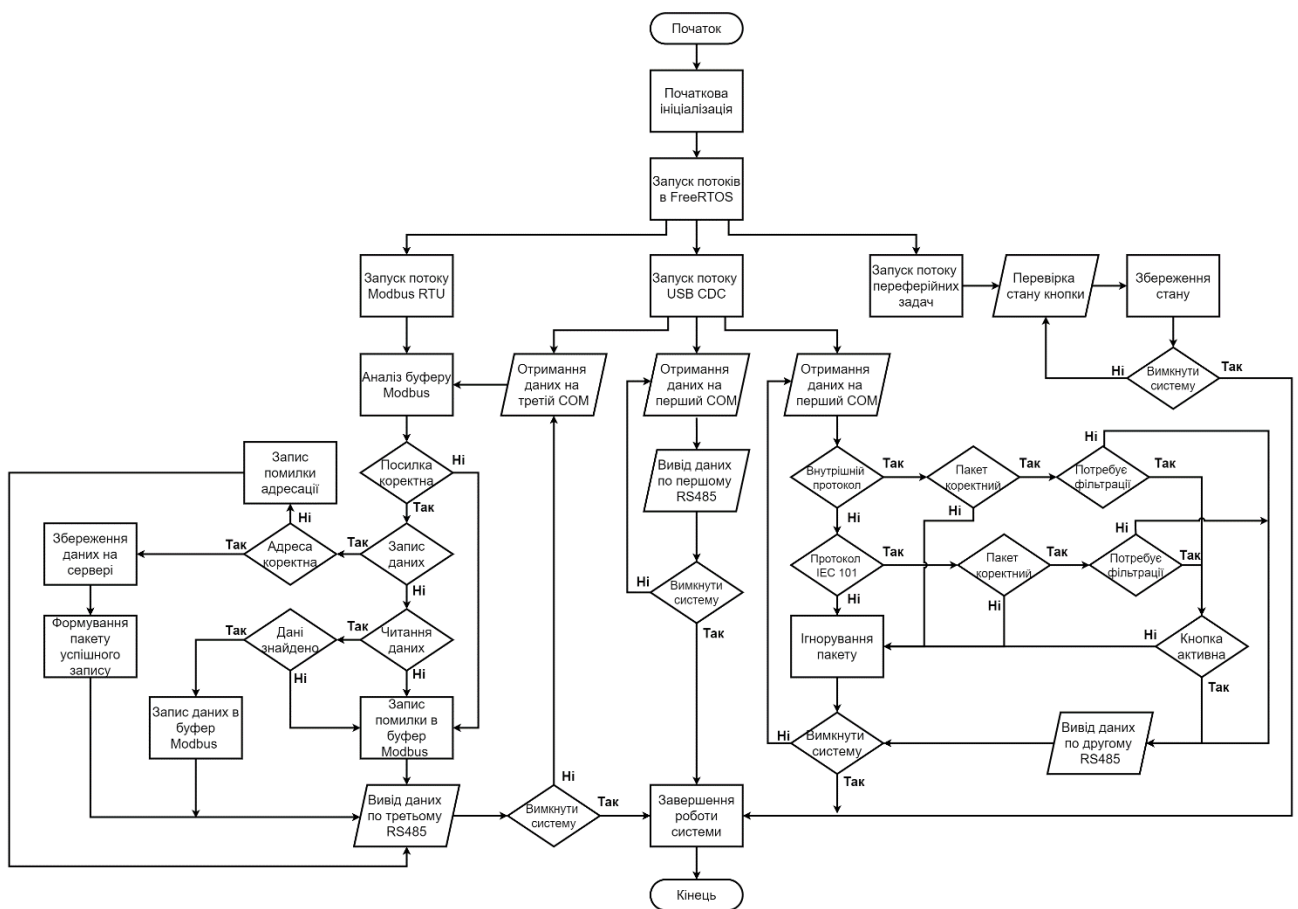 Початок
Початкова
ініціалізація
Запуск потоків
в FreeRTOS
Запуск потоку
Modbus RTU
Запуск потоку
USB CDC
Запуск потоку
переферійних
задач
Перевірка
стану кнопки
Збереження
стану
Вимкнути
систему
Ні
Так
Аналіз буферу
Modbus
Отримання
даних на
третій COM
Отримання
даних на
перший COM
Отримання
даних на
перший COM
Посилка
коректна
Ні
Так
Запис
помилки
адресації
Ні
Вивід даних
по першому
RS485
Внутрішній
протокол
Так
Ні
Пакет
коректний
Так
Ні
Потребує
фільтрації
Ні
Так
Збереження
даних на
сервері
Так
Адреса
коректна
Так
Запис
даних
Ні
Протокол
IEC 101
Так
Ні
Пакет
коректний
Так
Ні
Потребує
фільтрації
Ні
Так
Вимкнути
систему
Ні
Так
Формування
пакету
успішного
запису
Так
Дані
знайдено
Ні
Так
Читання
даних
Ні
Ігнорування
пакету
Ні
Кнопка
активна
Так
Запис даних в
буфер
Modbus
Запис
помилки в
буфер
Modbus
Ні
Вимкнути
систему
Так
Вивід даних
по другому
RS485
Вивід даних
по третьому
RS485
Ні
Вимкнути
систему
Так
Завершення
роботи
системи
Кінець